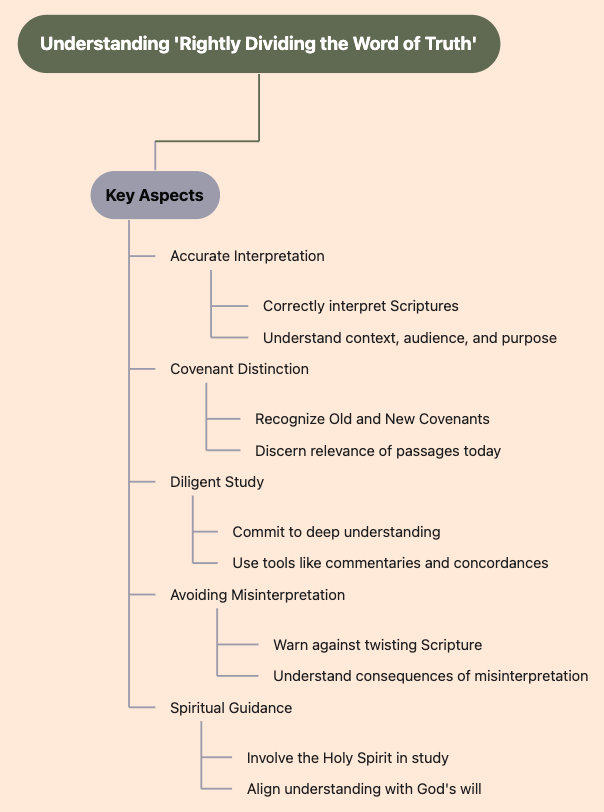 Understanding 'Rightly Dividing the Word of Truth'
Key Aspects
Accurate Interpretation
Correctly interpret Scriptures
Understand context, audience, and purpose
Covenant Distinction
Recognize Old and New Covenants
Discern relevance of passages today
Diligent Study
Commit to deep understanding
Use tools like commentaries and concordances
Avoiding Misinterpretation
Warn against twisting Scripture
Understand consequences of misinterpretation
Spiritual Guidance
Involve the Holy Spirit in study
Align understanding with God's will